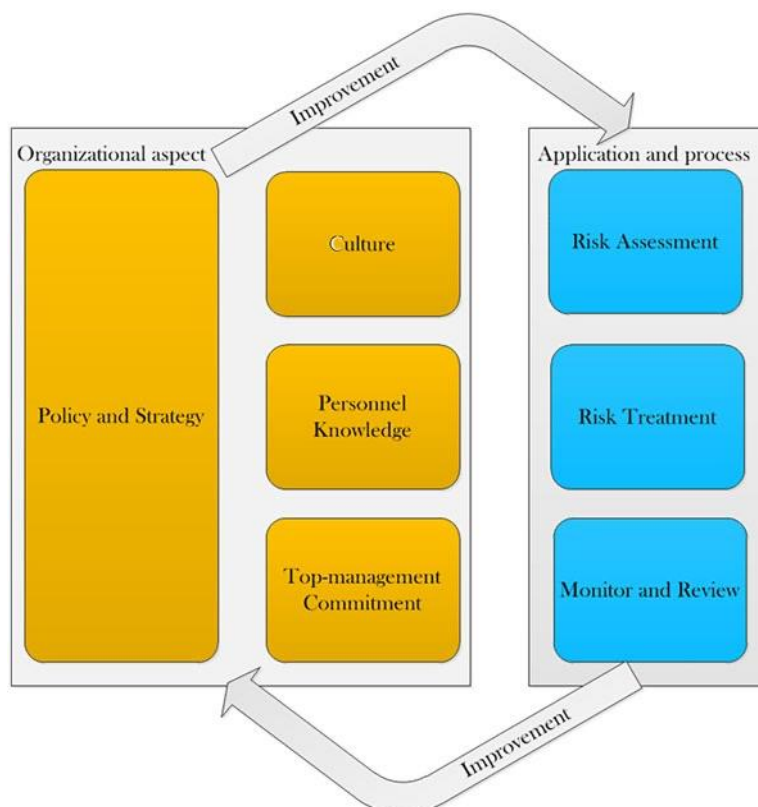 Improvement
Organizational aspect
Policy and Strategy
Culture
Personnel
Knowledge
Top-management
Commitment
Application and process
Risk Assessment
Risk Treatment
Monitor and Review
Improvement